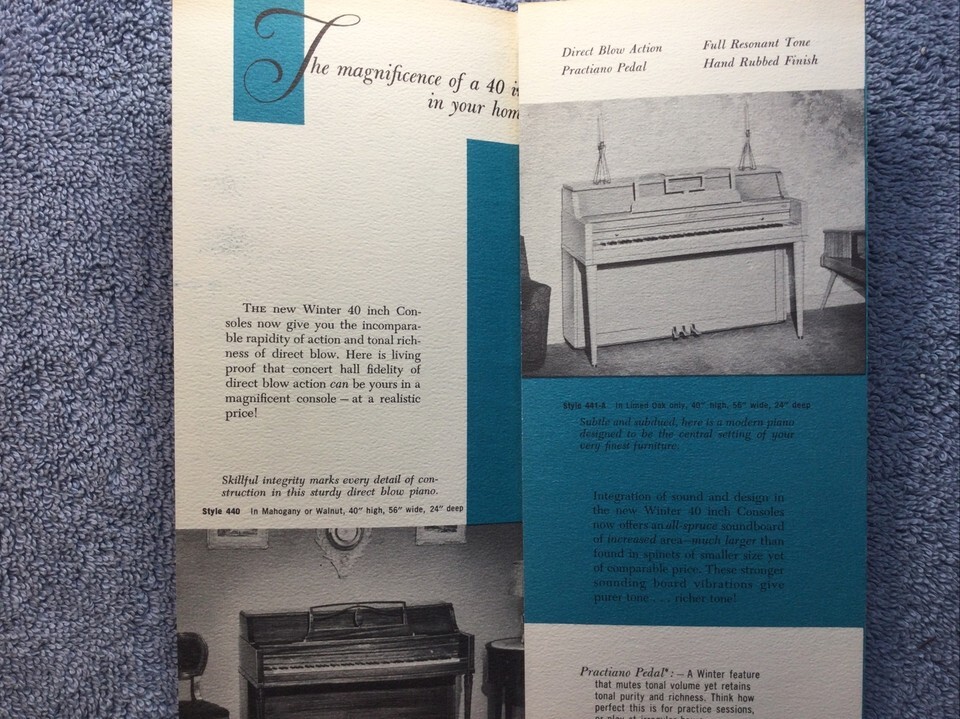 The magnificence of a 40 i
in your hom
THE new Winter 40 inch Con-
soles now give you the incompara-
ble rapidity of action and tonal rich-
ness of direct blow. Here is living
proof that concert hall fidelity of
direct blow action can be yours in a
magnificent console — at a realistic
price!
Skillful integrity marks every detail of con-
struction in this sturdy direct blow piano.
Style 440 In Mahogany or Walnut, 40" high, 56" wide, 24" deep
Direct Blow Action
Practiano Pedal
Full Resonant Tone
Hand Rubbed Finish
Style 441-A In Limed Oak only, 40" high, 56" wide, 24" deep
Subtle and subdued, here is a modern piano
designed to be the central setting of your
very finest furniture.
Integration of sound and design in
the new Winter 40 inch Consoles
now offers an all-spruce soundboard
of increased area—much larger than
found in spinets of smaller size yet
of comparable price. These stronger
sounding board vibrations give
purer tone . . . richer tone!
Practiano Pedal*: — A Winter feature
that mutes tonal volume yet retains
tonal purity and richness. Think how
perfect this is for practice sessions,
or play at irregular